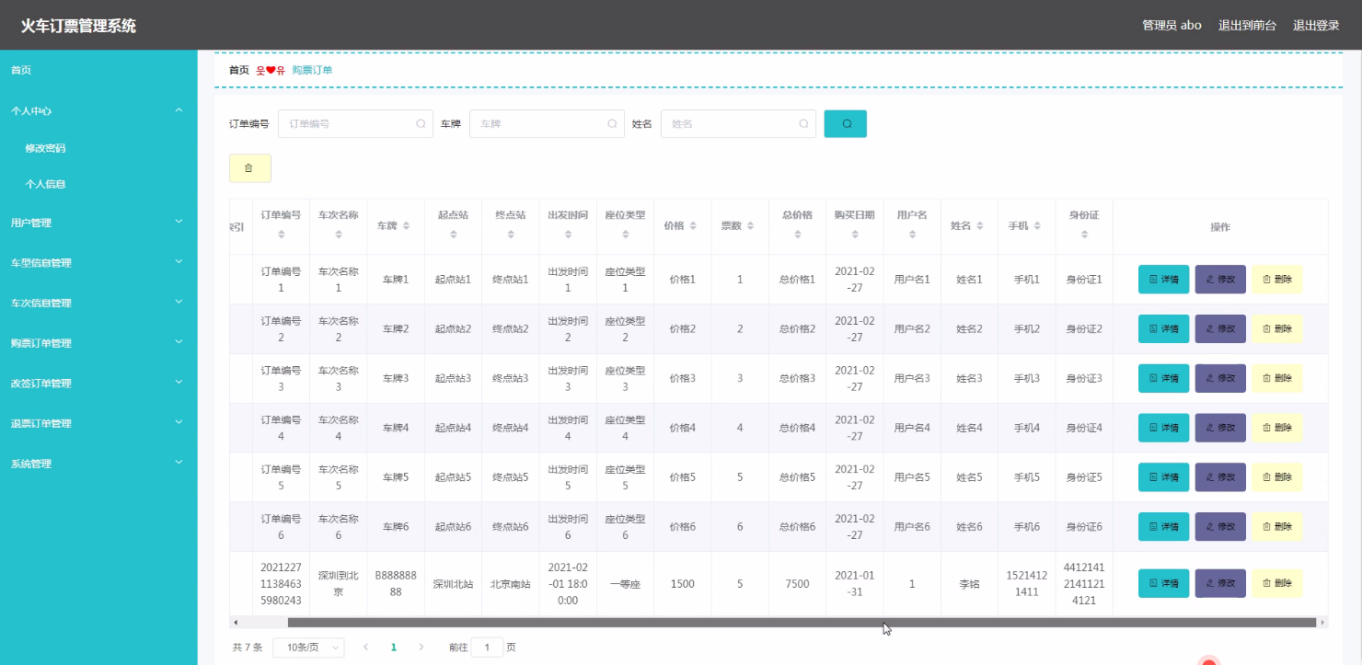 火车订票管理系统
管理员 abo 退出到前台 退出登录
首页
个人中心
修改密码
个人信息
用户管理
车型信息管理
车次信息管理
购票订单管理
改签订单管理
退票订单管理
系统管理
首页 웃❤유 购票订单
订单编号 订单编号 车牌 车牌 姓名 姓名
索引 订单编号 车次名称 车牌 起点站 终点站 出发时间 座位类型 价格 票数 总价格 购买日期 用户名 姓名 手机 身份证 操作
订单编号1 车次名称1 车牌1 起点站1 终点站1 出发时间1 座位类型1 价格1 1 总价格1 2021-02-27 用户名1 姓名1 手机1 身份证1 详情 修改 删除
订单编号2 车次名称2 车牌2 起点站2 终点站2 出发时间2 座位类型2 价格2 2 总价格2 2021-02-27 用户名2 姓名2 手机2 身份证2 详情 修改 删除
订单编号3 车次名称3 车牌3 起点站3 终点站3 出发时间3 座位类型3 价格3 3 总价格3 2021-02-27 用户名3 姓名3 手机3 身份证3 详情 修改 删除
订单编号4 车次名称4 车牌4 起点站4 终点站4 出发时间4 座位类型4 价格4 4 总价格4 2021-02-27 用户名4 姓名4 手机4 身份证4 详情 修改 删除
订单编号5 车次名称5 车牌5 起点站5 终点站5 出发时间5 座位类型5 价格5 5 总价格5 2021-02-27 用户名5 姓名5 手机5 身份证5 详情 修改 删除
订单编号6 车次名称6 车牌6 起点站6 终点站6 出发时间6 座位类型6 价格6 6 总价格6 2021-02-27 用户名6 姓名6 手机6 身份证6 详情 修改 删除
202122711384635980243 深圳到北京 B88888888 深圳北站 北京南站 2021-02-01 18:00:00 一等座 1500 5 7500 2021-01-31 1 李铭 15214121411 441214121411214121 详情 修改 删除
共 7 条 10条/页 1 前往 1 页